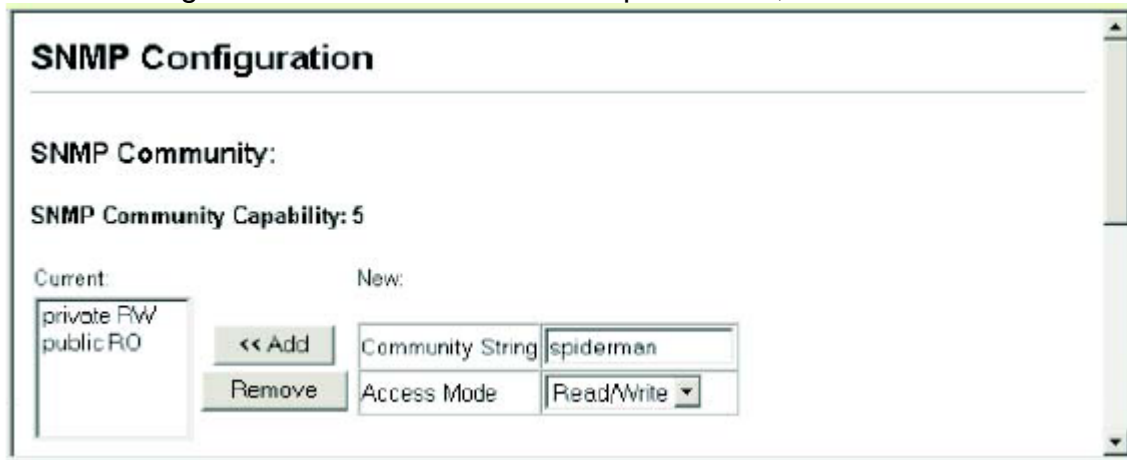 SNMP Configuration
SNMP Community:
SNMP Community Capability: 5
Current: New:
private RW
public RO
<< Add
Community String spiderman
Remove
Access Mode Read/Write